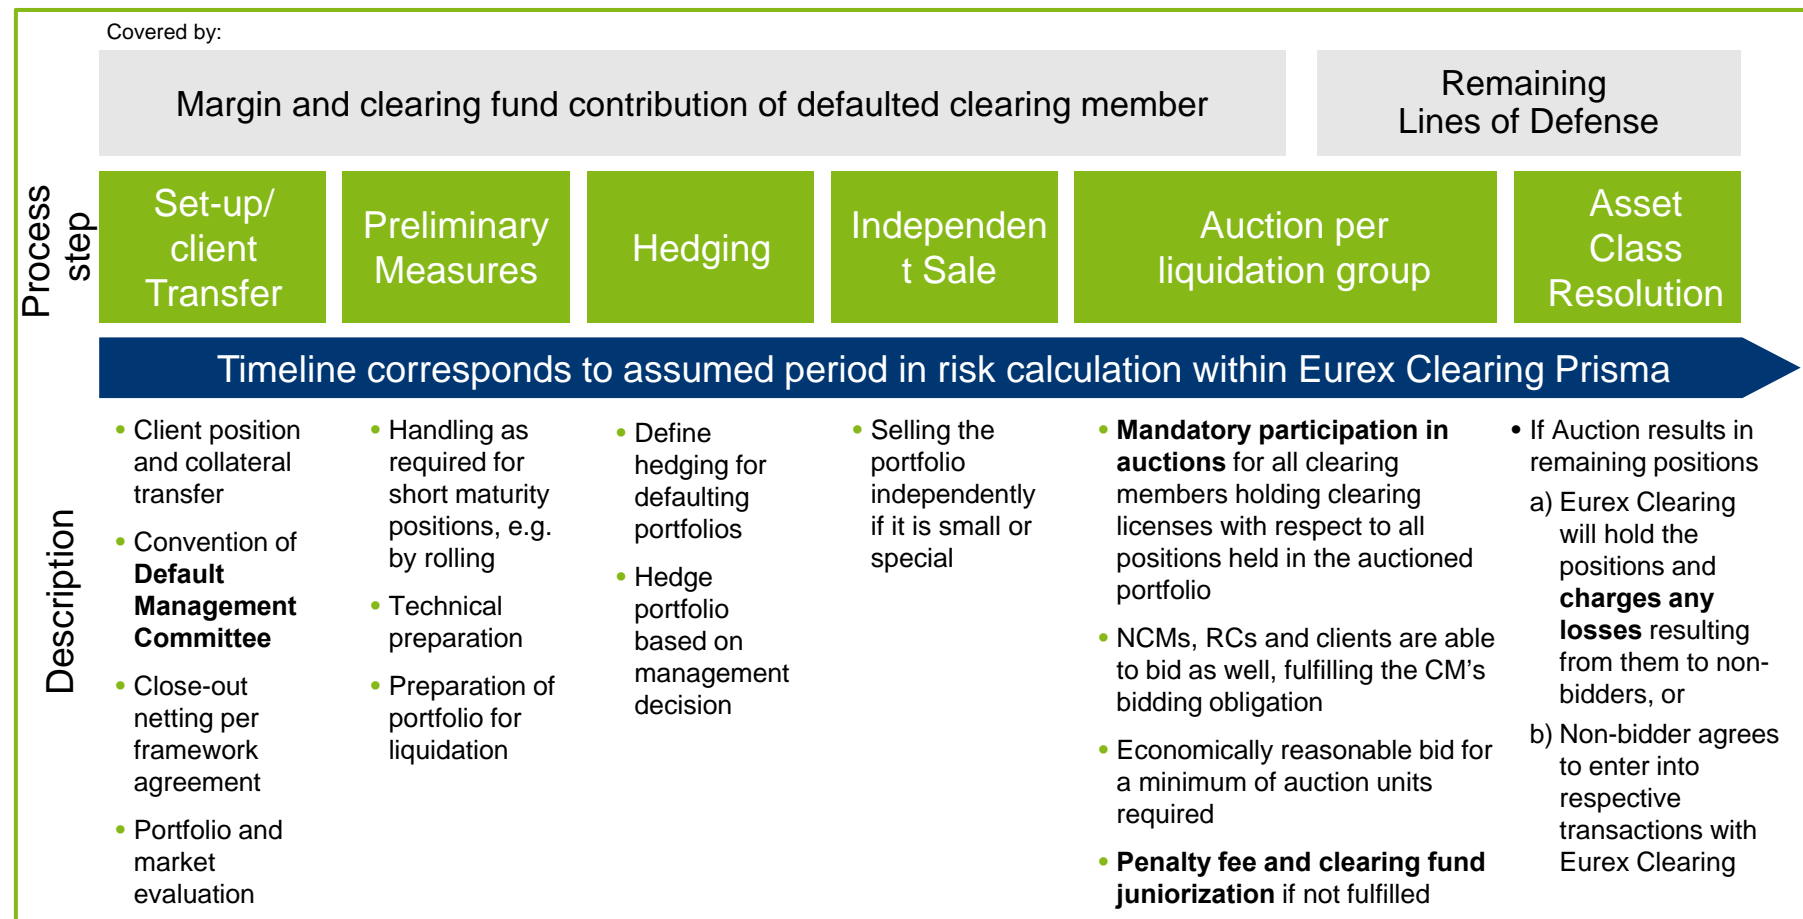 Covered by:
Margin and clearing fund contribution of defaulted clearing member
Remaining
Lines of Defense
Process
step
Set-up/
client
Transfer
Preliminary
Measures
Hedging
Independen
t Sale
Auction per
liquidation group
Asset
Class
Resolution
Timeline corresponds to assumed period in risk calculation within Eurex Clearing Prisma
Description
• Client position
and collateral
transfer
• Convention of
Default
Management
Committee
• Close-out
netting per
framework
agreement
• Portfolio and
market
evaluation
• Handling as
required for
short maturity
positions, e.g.
by rolling
• Technical
preparation
• Preparation of
portfolio for
liquidation
• Define
hedging for
defaulting
portfolios
• Hedge
portfolio
based on
management
decision
• Selling the
portfolio
independently
if it is small or
special
• Mandatory participation in
auctions for all clearing
members holding clearing
licenses with respect to all
positions held in the auctioned
portfolio
• NCMs, RCs and clients are able
to bid as well, fulfilling the CM’s
bidding obligation
• Economically reasonable bid for
a minimum of auction units
required
• Penalty fee and clearing fund
juniorization if not fulfilled
• If Auction results in
remaining positions
a) Eurex Clearing
will hold the
positions and
charges any
losses resulting
from them to non-
bidders, or
b) Non-bidder agrees
to enter into
respective
transactions with
Eurex Clearing